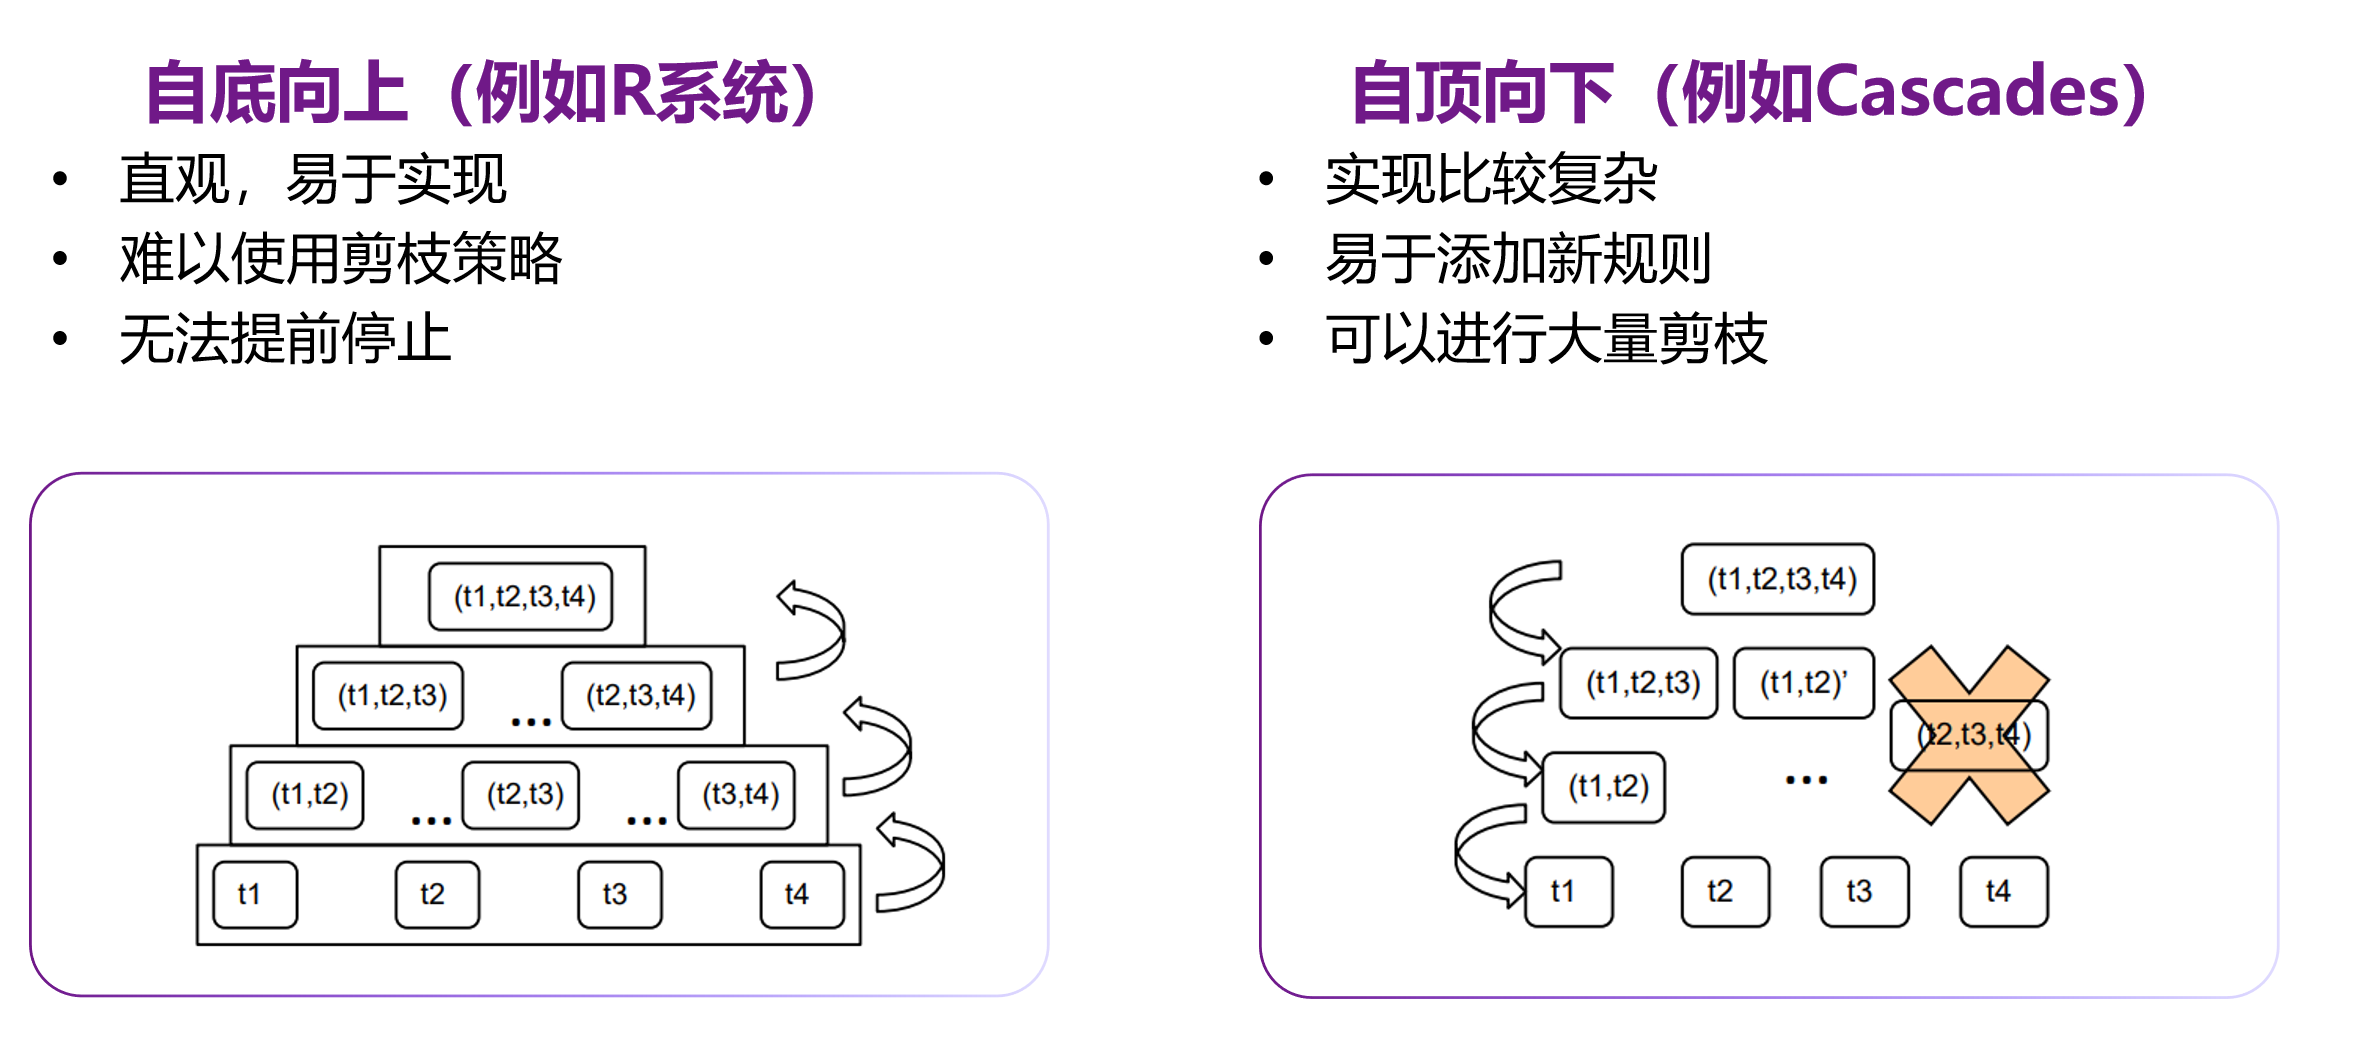 自底向上（例如R系统）
• 直观，易于实现
• 难以使用剪枝策略
• 无法提前停止
(t1,t2,t3,t4)
(t1,t2,t3) ... (t2,t3,t4)
(t1,t2) ... (t2,t3) ... (t3,t4)
t1 t2 t3 t4
自顶向下（例如Cascades）
• 实现比较复杂
• 易于添加新规则
• 可以进行大量剪枝
(t1,t2,t3,t4)
(t1,t2,t3) (t1,t2)’
(t2,t3,t4)
(t1,t2) ...
t1 t2 t3 t4